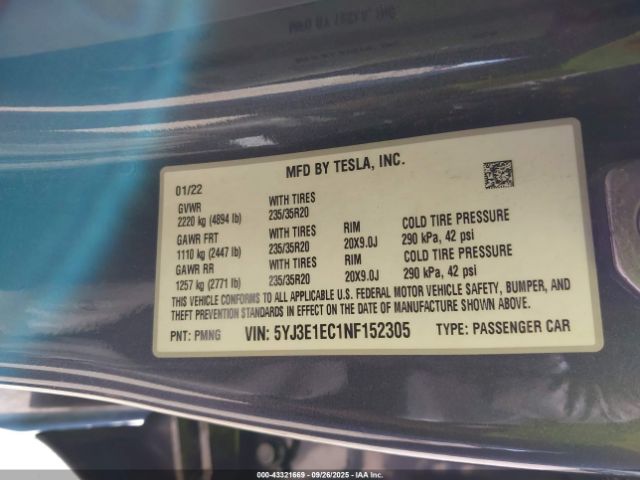 MFD BY TESLA, INC.
01/22
GVWR WITH TIRES
2220 kg (4894 lb) 235/35R20
GAWR FRT WITH TIRES RIM COLD TIRE PRESSURE
1110 kg (2447 lb) 235/35R20 20X9.0J 290 kPa, 42 psi
GAWR RR WITH TIRES RIM COLD TIRE PRESSURE
1257 kg (2771 lb) 235/35R20 20X9.0J 290 kPa, 42 psi
THIS VEHICLE CONFORMS TO ALL APPLICABLE U.S. FEDERAL MOTOR VEHICLE SAFETY, BUMPER, AND
THEFT PREVENTION STANDARDS IN EFFECT ON THE DATE OF MANUFACTURE SHOWN ABOVE.
PNT: PMNG VIN: 5YJ3E1EC1NF152305 TYPE: PASSENGER CAR
000-43321669 - 09/26/2025 - IAAI.COM